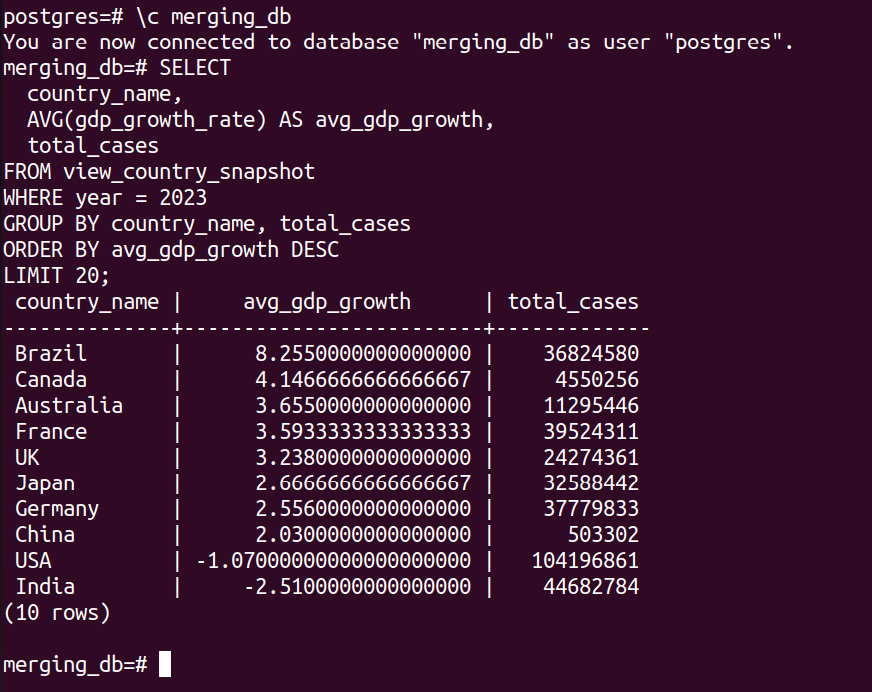 postgres=# \c merging_db
You are now connected to database "merging_db" as user "postgres".
merging_db=# SELECT
  country_name,
  AVG(gdp_growth_rate) AS avg_gdp_growth,
  total_cases
FROM view_country_snapshot
WHERE year = 2023
GROUP BY country_name, total_cases
ORDER BY avg_gdp_growth DESC
LIMIT 20;
 country_name |     avg_gdp_growth      | total_cases
--------------+-------------------------+-------------
 Brazil       |      8.2550000000000000 |    36824580
 Canada       |      4.1466666666666667 |     4550256
 Australia    |      3.6550000000000000 |    11295446
 France       |      3.5933333333333333 |    39524311
 UK           |      3.2380000000000000 |    24274361
 Japan        |      2.6666666666666667 |    32588442
 Germany      |      2.5560000000000000 |    37779833
 China        |      2.0300000000000000 |      503302
 USA          | -1.07000000000000000000 |   104196861
 India        |     -2.5100000000000000 |    44682784
(10 rows)

merging_db=#